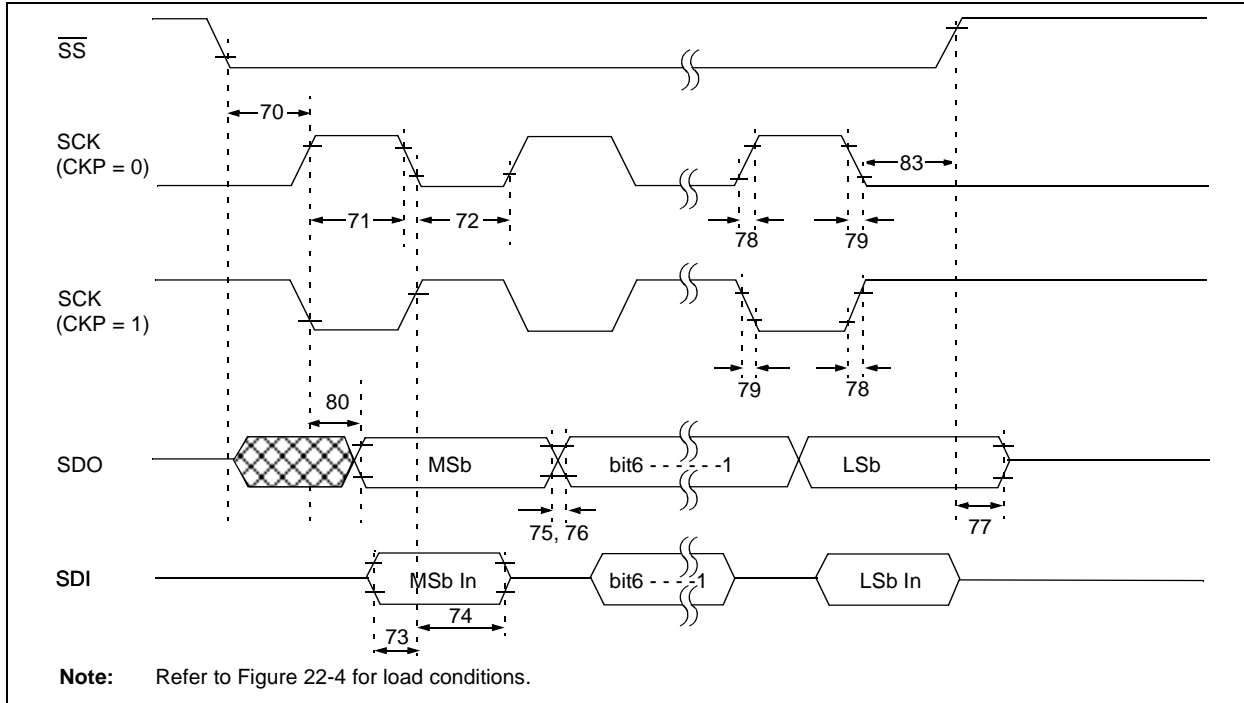 SS
70
SCK
(CKP = 0)
83
71
72
78
79
SCK
(CKP = 1)
79
78
80
SDO
MSb
bit6 - - - - - -1
LSb
75, 76
77
SDI
MSb In
bit6 - - - -1
LSb In
74
73
Note: Refer to Figure 22-4 for load conditions.